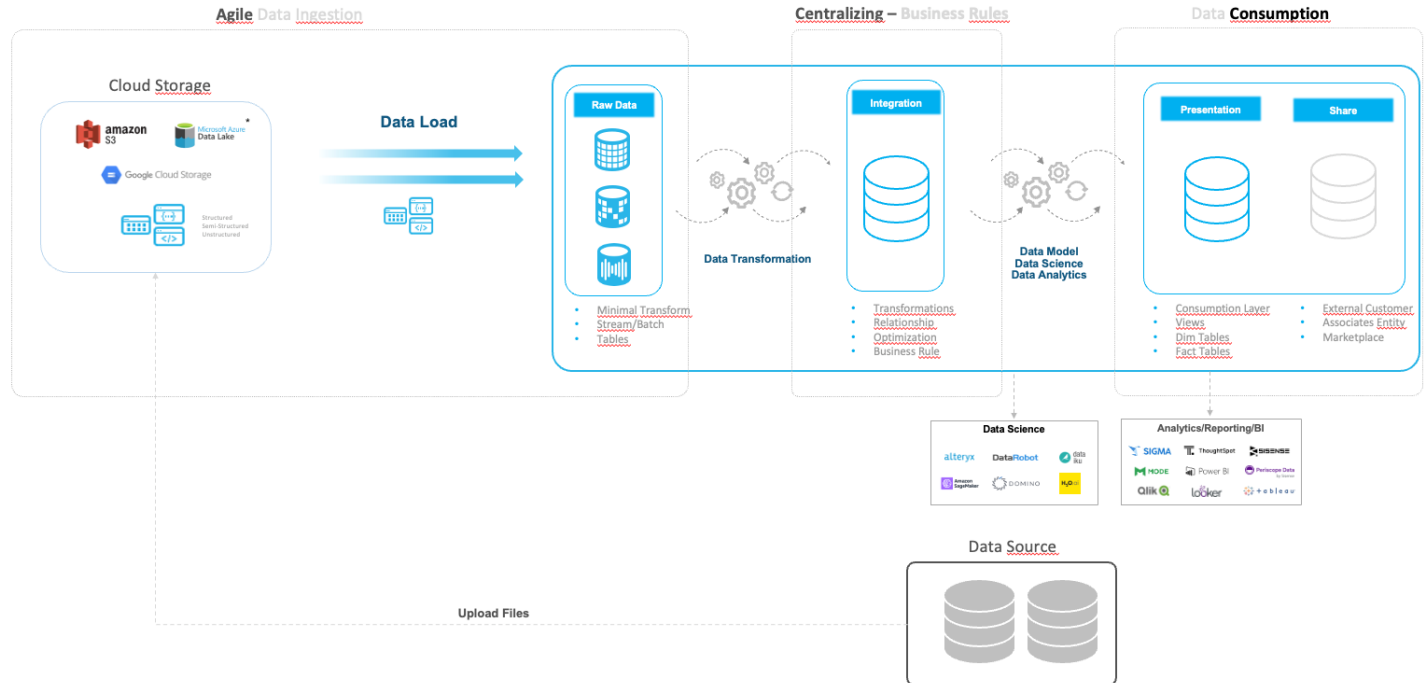 Agile Data Ingestion
Centralizing – Business Rules
Data Consumption
Cloud Storage
amazon
S3
Microsoft Azure
Data Lake
Google Cloud Storage
Structured
Semi-Structured
Unstructured
Data Load
Raw Data
Minimal Transform
Stream/Batch
Tables
Data Transformation
Integration
Transformations
Relationship
Optimization
Business Rule
Data Model
Data Science
Data Analytics
Presentation
Consumption Layer
Views
Dim Tables
Fact Tables
Share
External Customer
Associates Entity
Marketplace
Data Science
alteryx
DataRobot
data
iku
Amazon
SageMaker
DOMINO
H2O.ai
Analytics/Reporting/BI
SIGMA
ThoughtSpot
SISENSE
MODE
Power BI
Periscope Data
Qlik
looker
tableau
Data Source
Upload Files